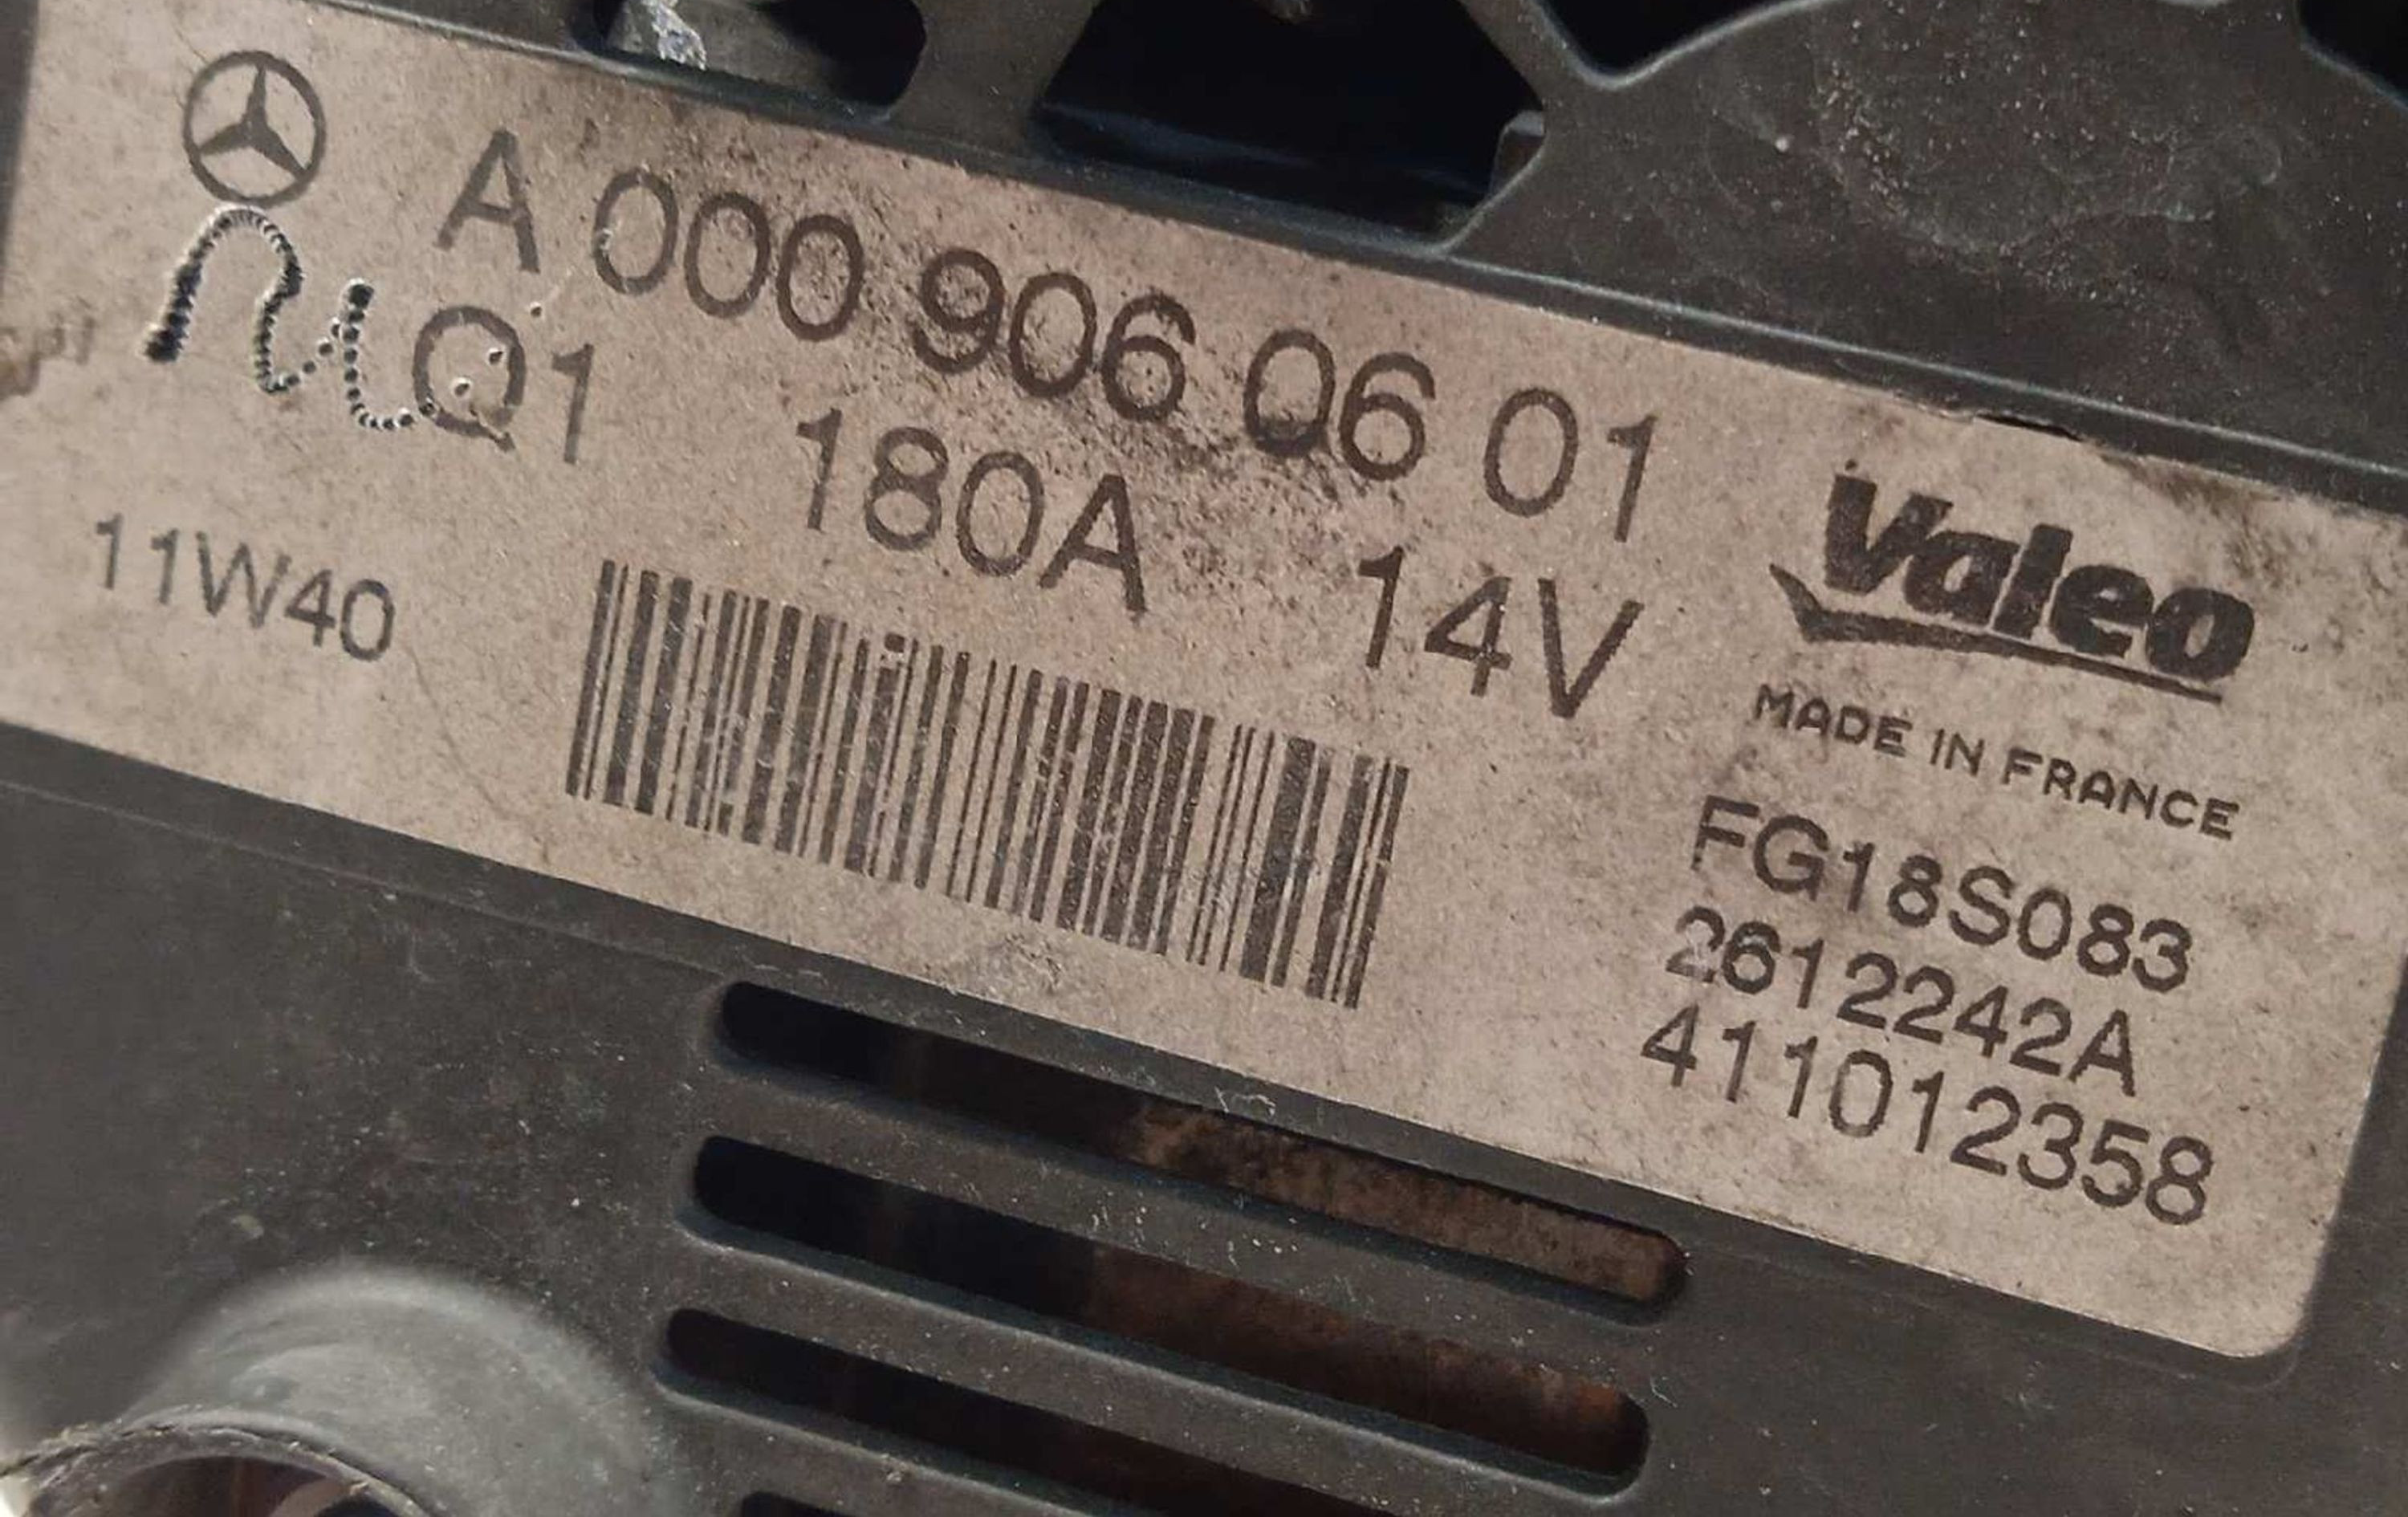 A 000 906 06 01
Q1 180A 14V
11W40
Valeo
MADE IN FRANCE
FG18S083
2612242A
411012358